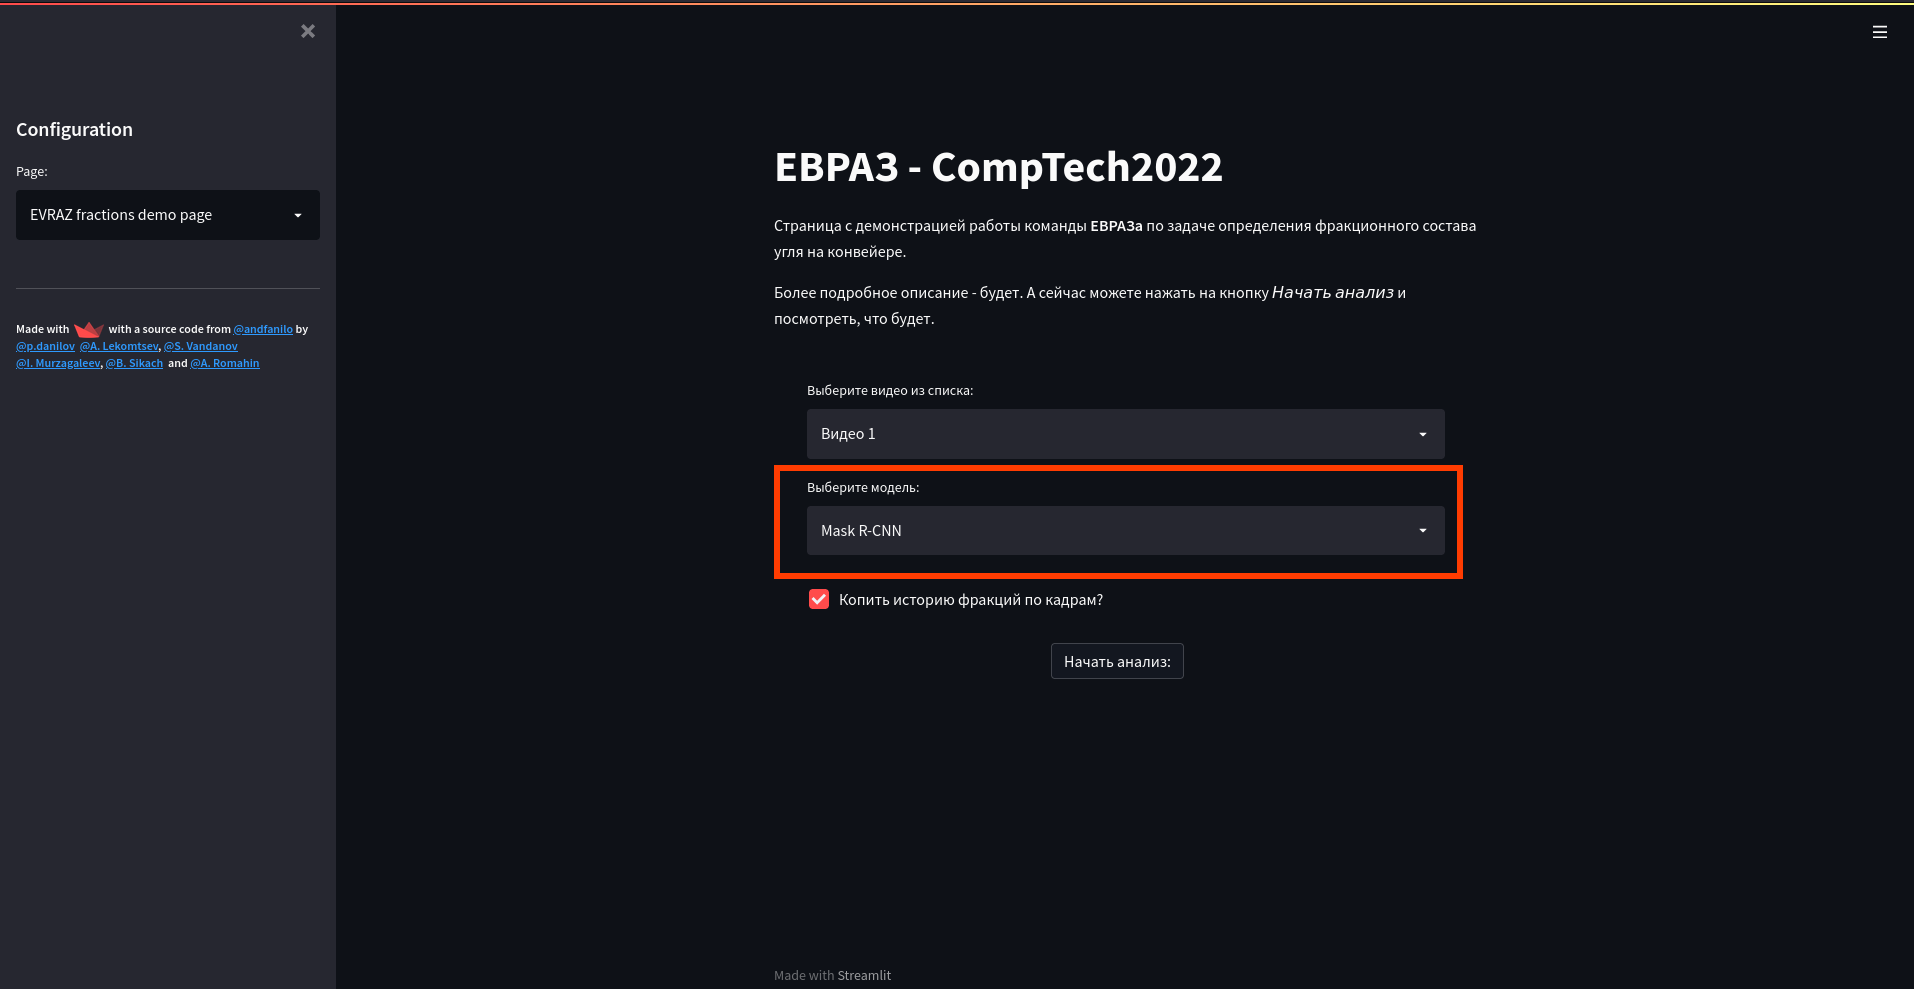 Configuration
Page:
EVRAZ fractions demo page
Made with with a source code from @andfanilo by
@p.danilov @A. Lekomtsev, @S. Vandanov
@I. Murzagaleev, @B. Sikach and @A. Romahin
ЕВРАЗ - CompTech2022
Страница с демонстрацией работы команды ЕВРАЗа по задаче определения фракционного состава
угля на конвейере.
Более подробное описание - будет. А сейчас можете нажать на кнопку Начать анализ и
посмотреть, что будет.
Выберите видео из списка:
Видео 1
Выберите модель:
Mask R-CNN
Копить историю фракций по кадрам?
Начать анализ:
Made with Streamlit